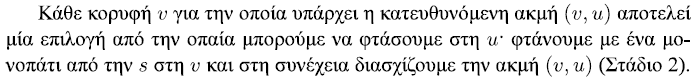 Κάθε κορυφή v για την οποία υπάρχει η κατευθυνόμενη ακμή (v, u) αποτελεί
μία επιλογή από την οπαία μπορούμε να φτάσουμε στη u· φτάνουμε με ένα μο-
νοπάτι από την s στη v και στη συνέχεια διασχίζουμε την ακμή (v, u) (Στάδιο 2).